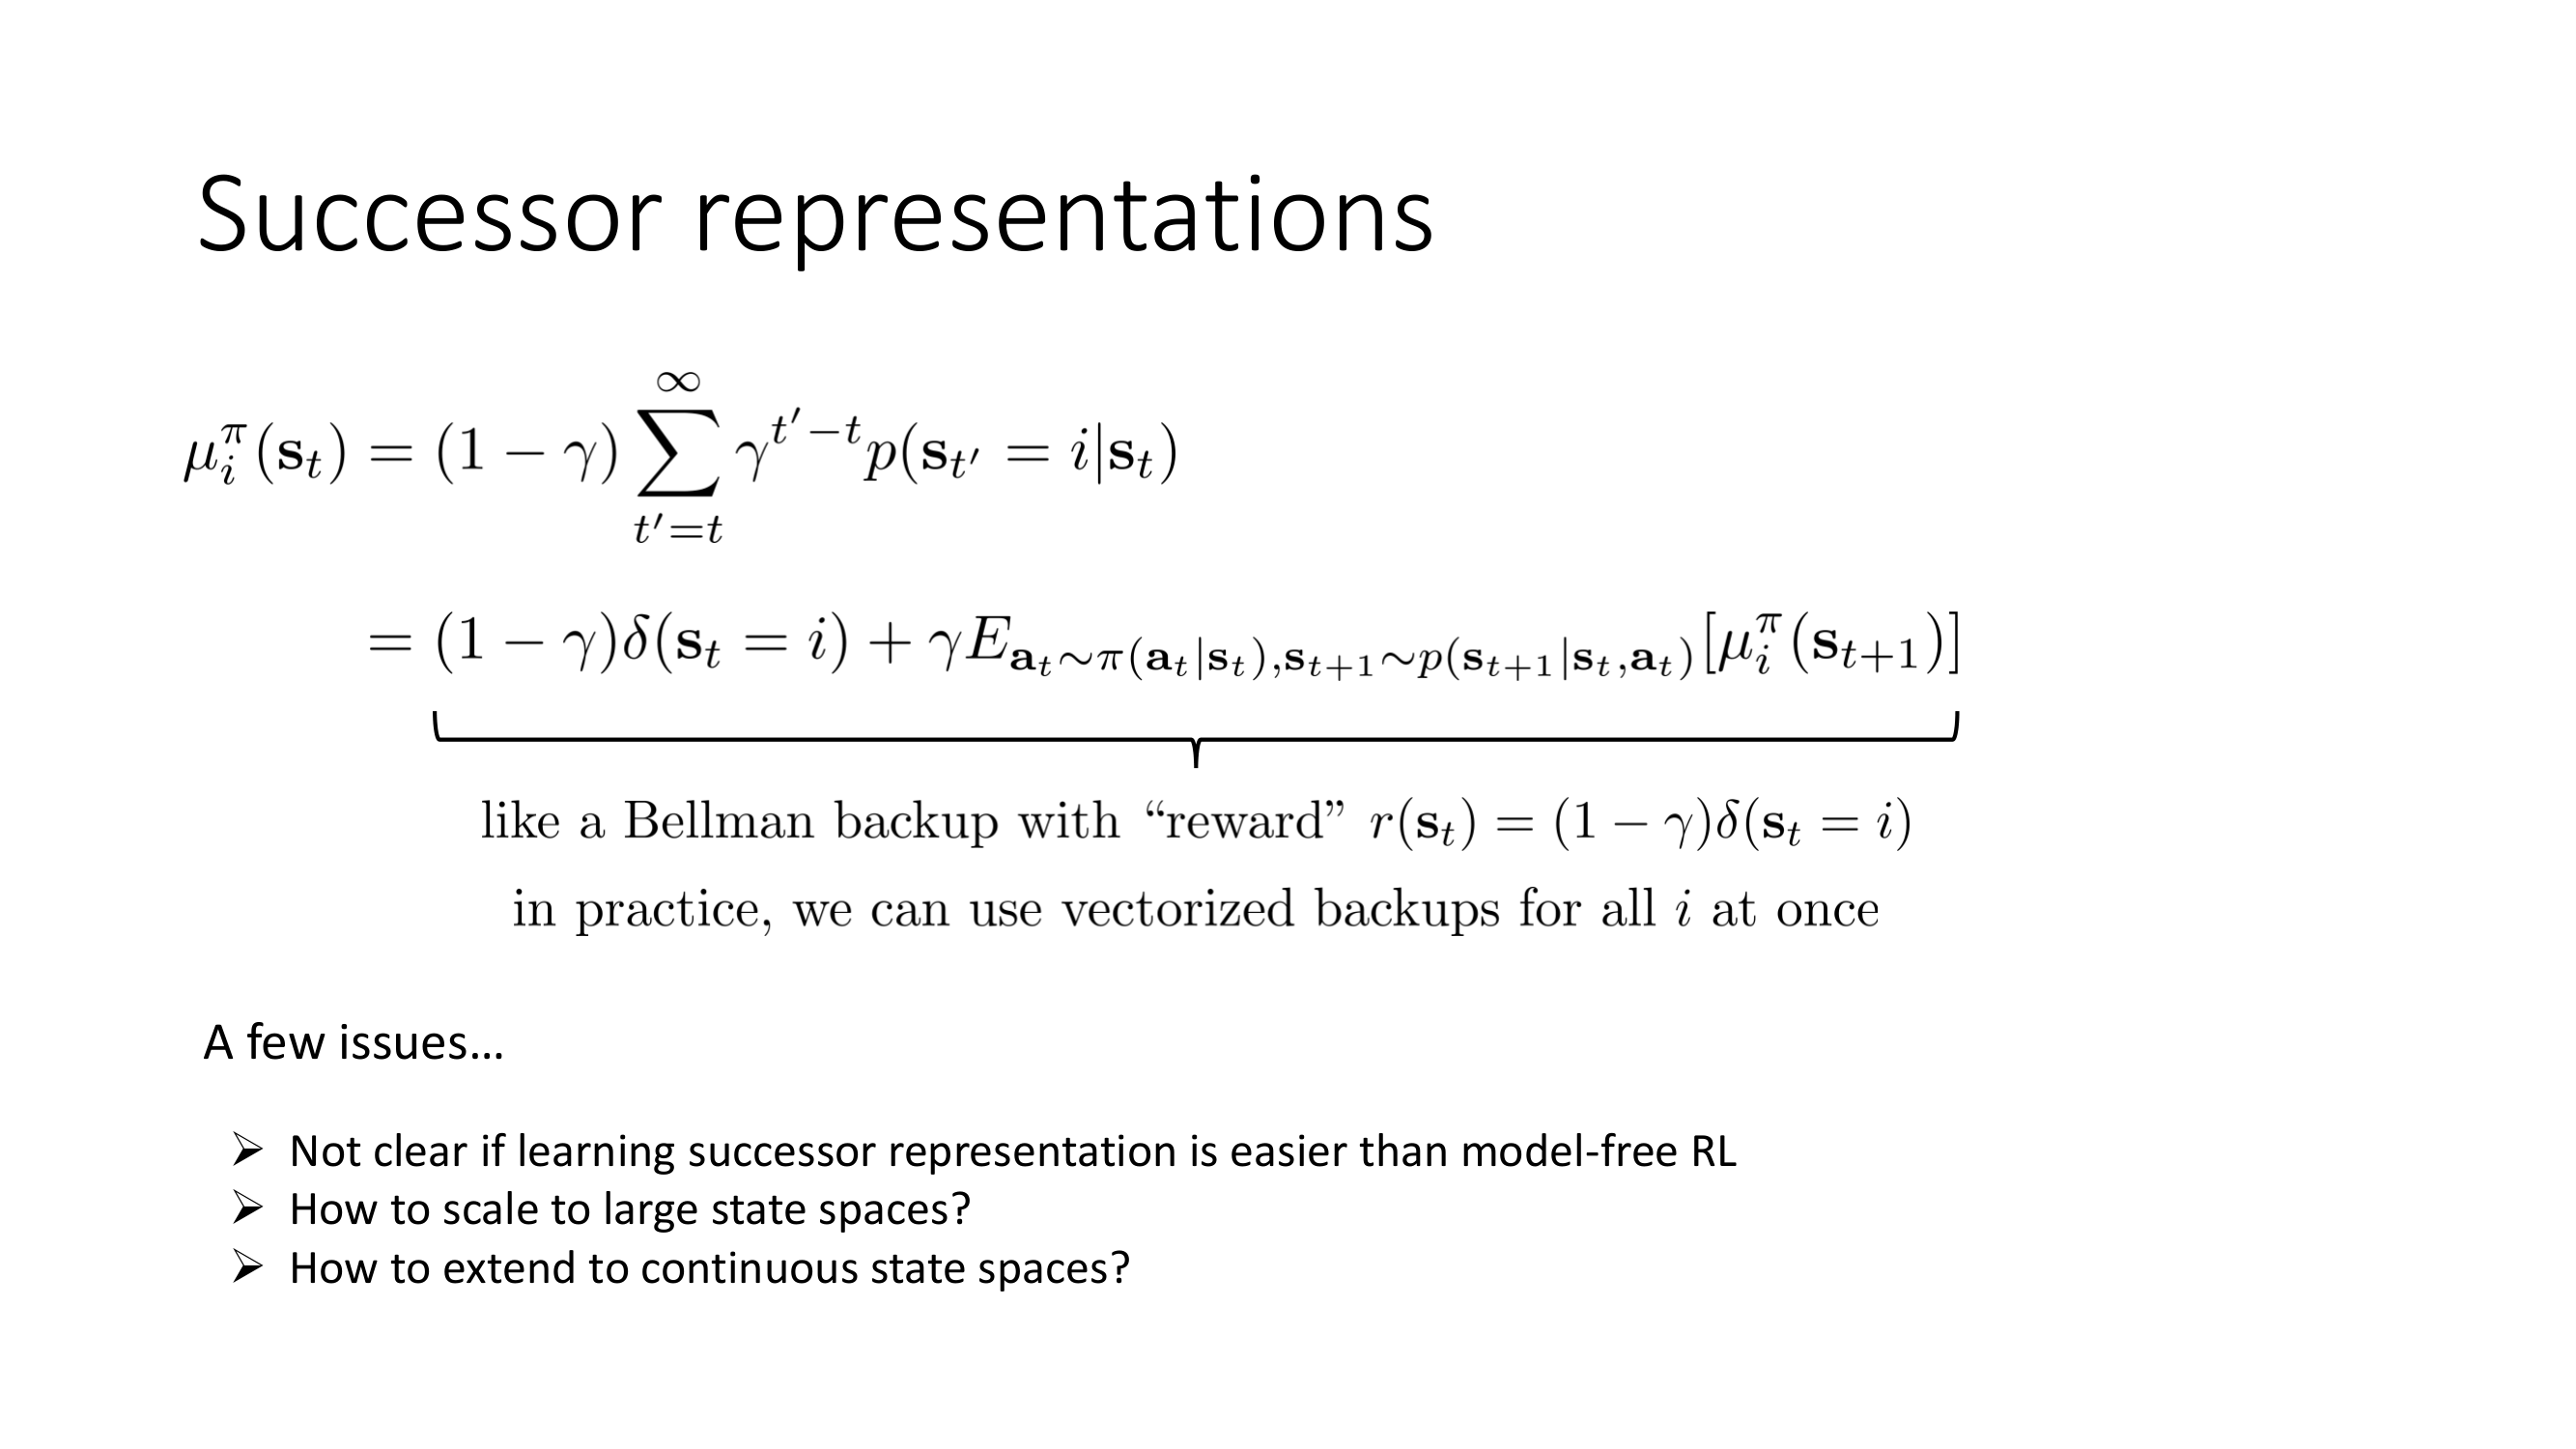 Successor representations
$\mu_i^\pi(\mathbf{s}_t) = (1 - \gamma) \sum_{t'=t}^{\infty} \gamma^{t'-t} p(\mathbf{s}_{t'} = i | \mathbf{s}_t)$
$= (1 - \gamma)\delta(\mathbf{s}_t = i) + \gamma E_{\mathbf{a}_t \sim \pi(\mathbf{a}_t|\mathbf{s}_t), \mathbf{s}_{t+1} \sim p(\mathbf{s}_{t+1}|\mathbf{s}_t, \mathbf{a}_t)}[\mu_i^\pi(\mathbf{s}_{t+1})]$
like a Bellman backup with “reward” $r(\mathbf{s}_t) = (1 - \gamma)\delta(\mathbf{s}_t = i)$
in practice, we can use vectorized backups for all $i$ at once
A few issues…
➢ Not clear if learning successor representation is easier than model-free RL
➢ How to scale to large state spaces?
➢ How to extend to continuous state spaces?